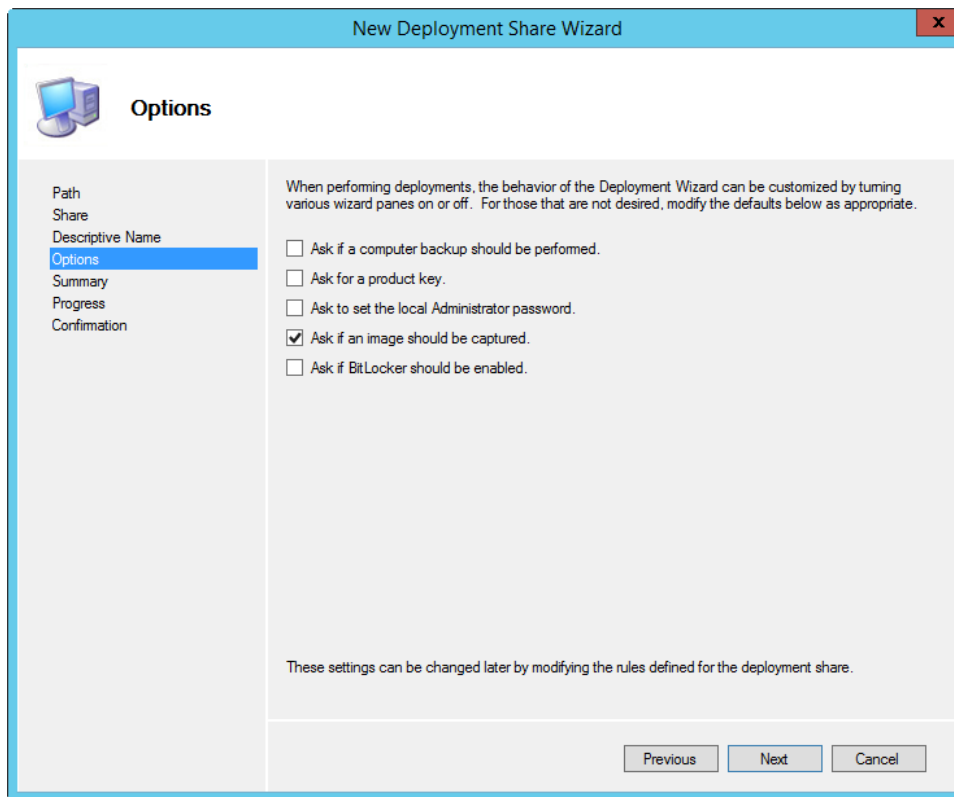 New Deployment Share Wizard
x
Options
Path
Share
Descriptive Name
Options
Summary
Progress
Confirmation
When performing deployments, the behavior of the Deployment Wizard can be customized by turning
various wizard panes on or off.  For those that are not desired, modify the defaults below as appropriate.
Ask if a computer backup should be performed.
Ask for a product key.
Ask to set the local Administrator password.
Ask if an image should be captured.
Ask if BitLocker should be enabled.
These settings can be changed later by modifying the rules defined for the deployment share.
Previous
Next
Cancel